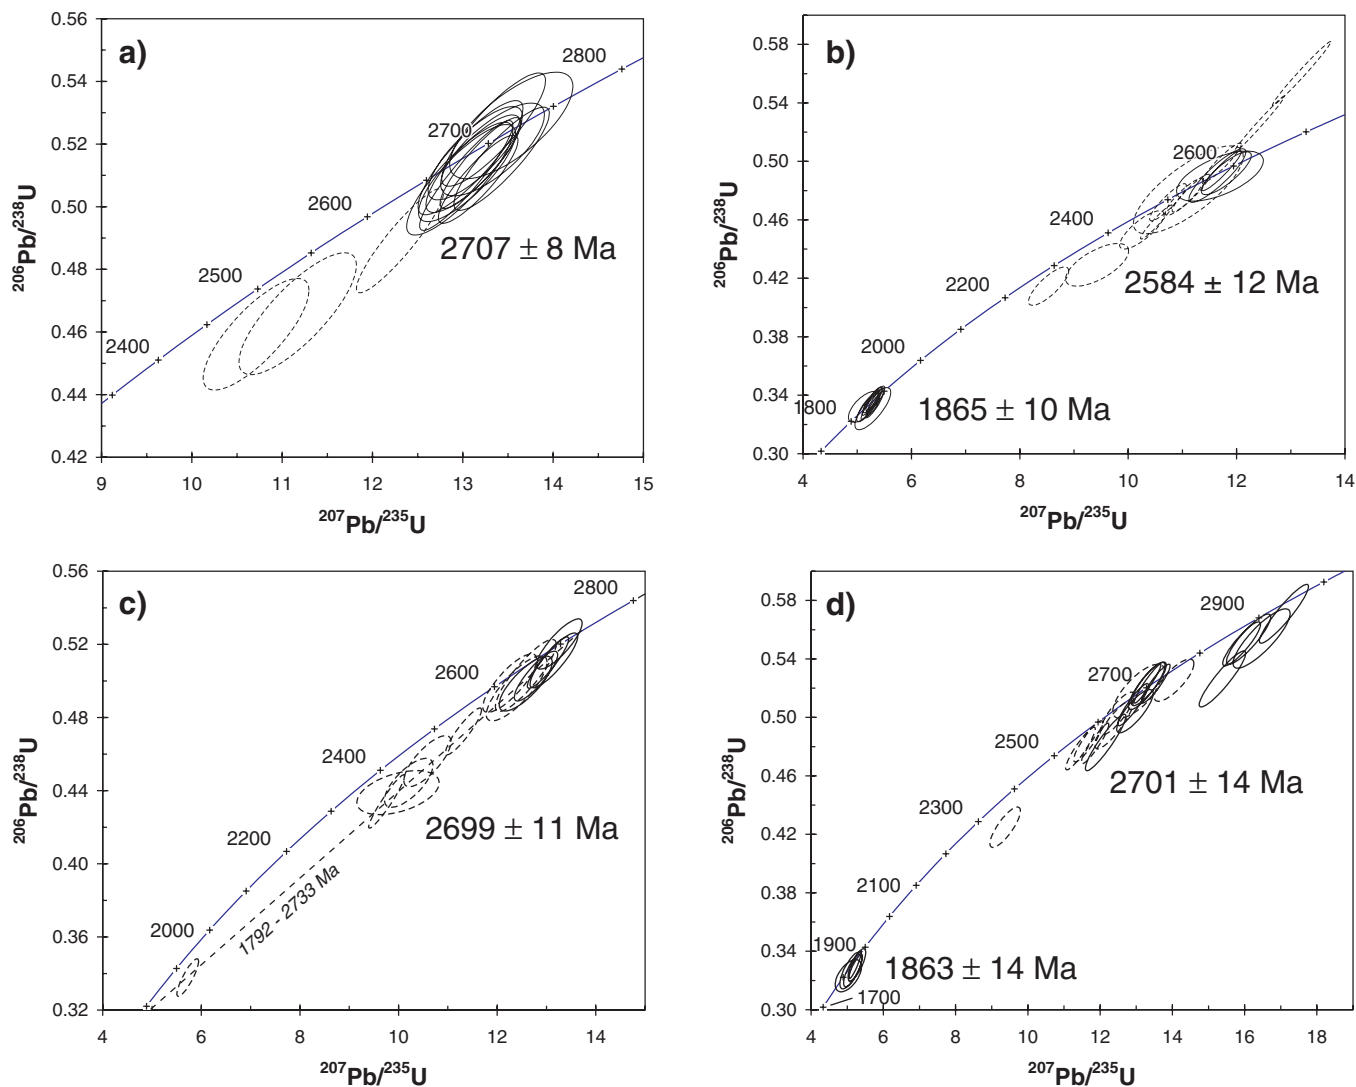 a)
0.56
0.54
0.52
0.50
0.48
0.46
0.44
0.42
2800
2700
2600
2500
2400
2707 ± 8 Ma
9 10 11 12 13 14 15
206Pb/238U
207Pb/235U
b)
0.58
0.54
0.50
0.46
0.42
0.38
0.34
0.30
2600
2400
2200
2000
1800
2584 ± 12 Ma
1865 ± 10 Ma
4 6 8 10 12 14
206Pb/238U
207Pb/235U
c)
0.56
0.52
0.48
0.44
0.40
0.36
0.32
2800
2600
2400
2200
2000
2699 ± 11 Ma
1792 - 2733 Ma
4 6 8 10 12 14
206Pb/238U
207Pb/235U
d)
0.58
0.54
0.50
0.46
0.42
0.38
0.34
0.30
2900
2700
2500
2300
2100
1900
1700
2701 ± 14 Ma
1863 ± 14 Ma
4 6 8 10 12 14 16 18
206Pb/238U
207Pb/235U